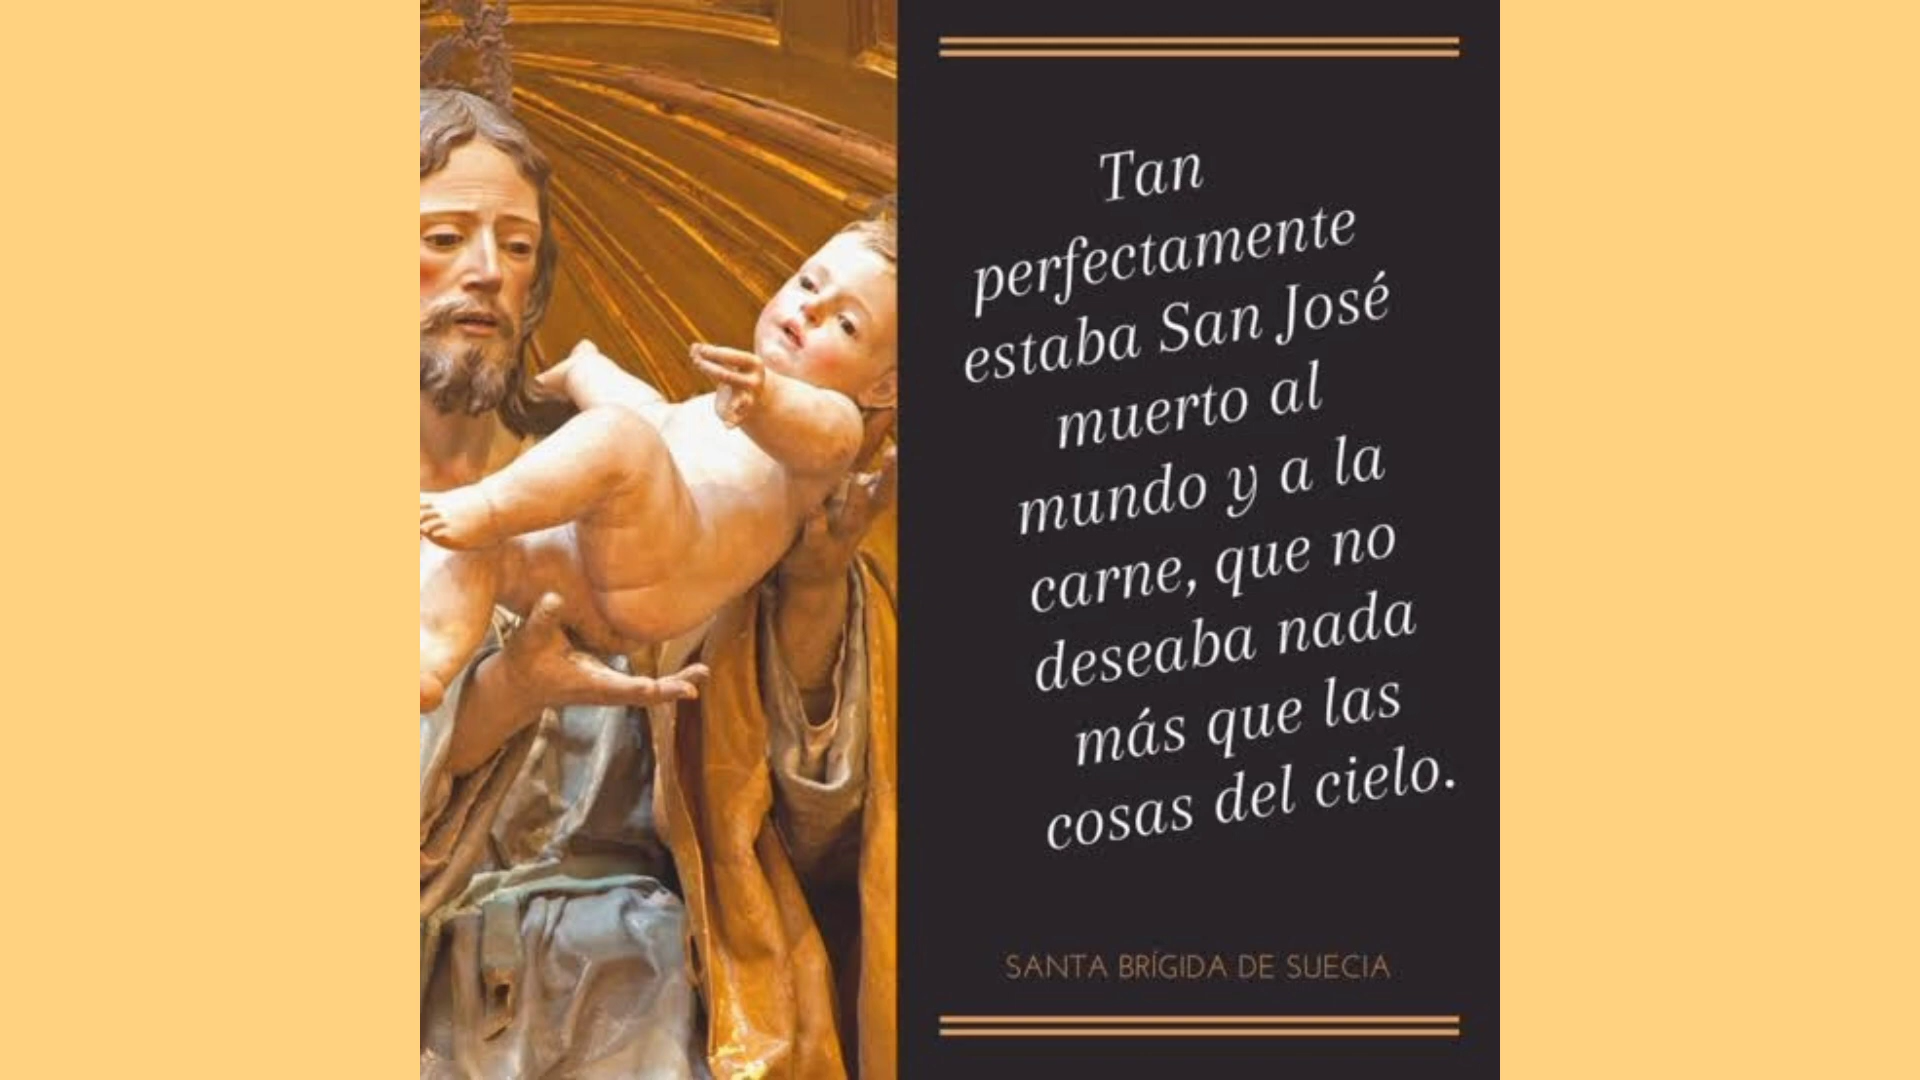 Tan
perfectamente
estaba San José
muerto al
mundo y a la
carne, que no
deseaba nada
más que las
cosas del cielo.
SANTA BRÍGIDA DE SUECIA